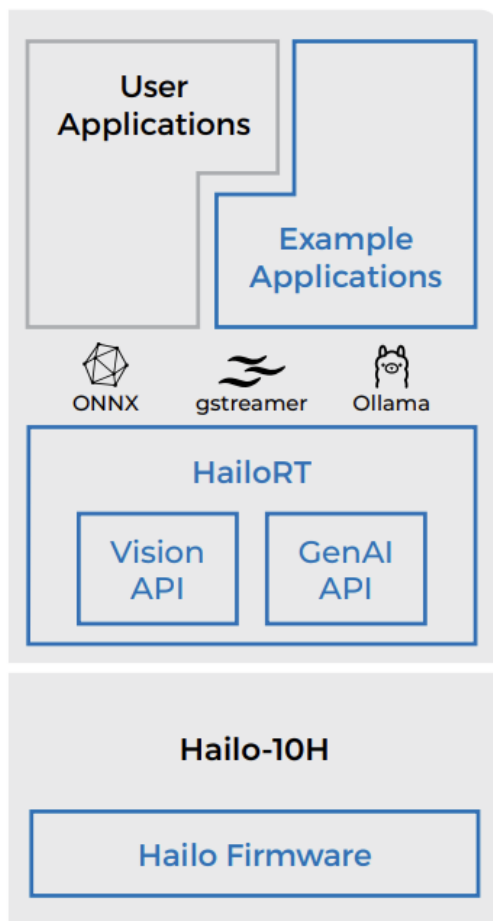 User
Applications
Example
Applications
ONNX
gstreamer
Ollama
HailoRT
Vision
API
GenAI
API
Hailo-10H
Hailo Firmware